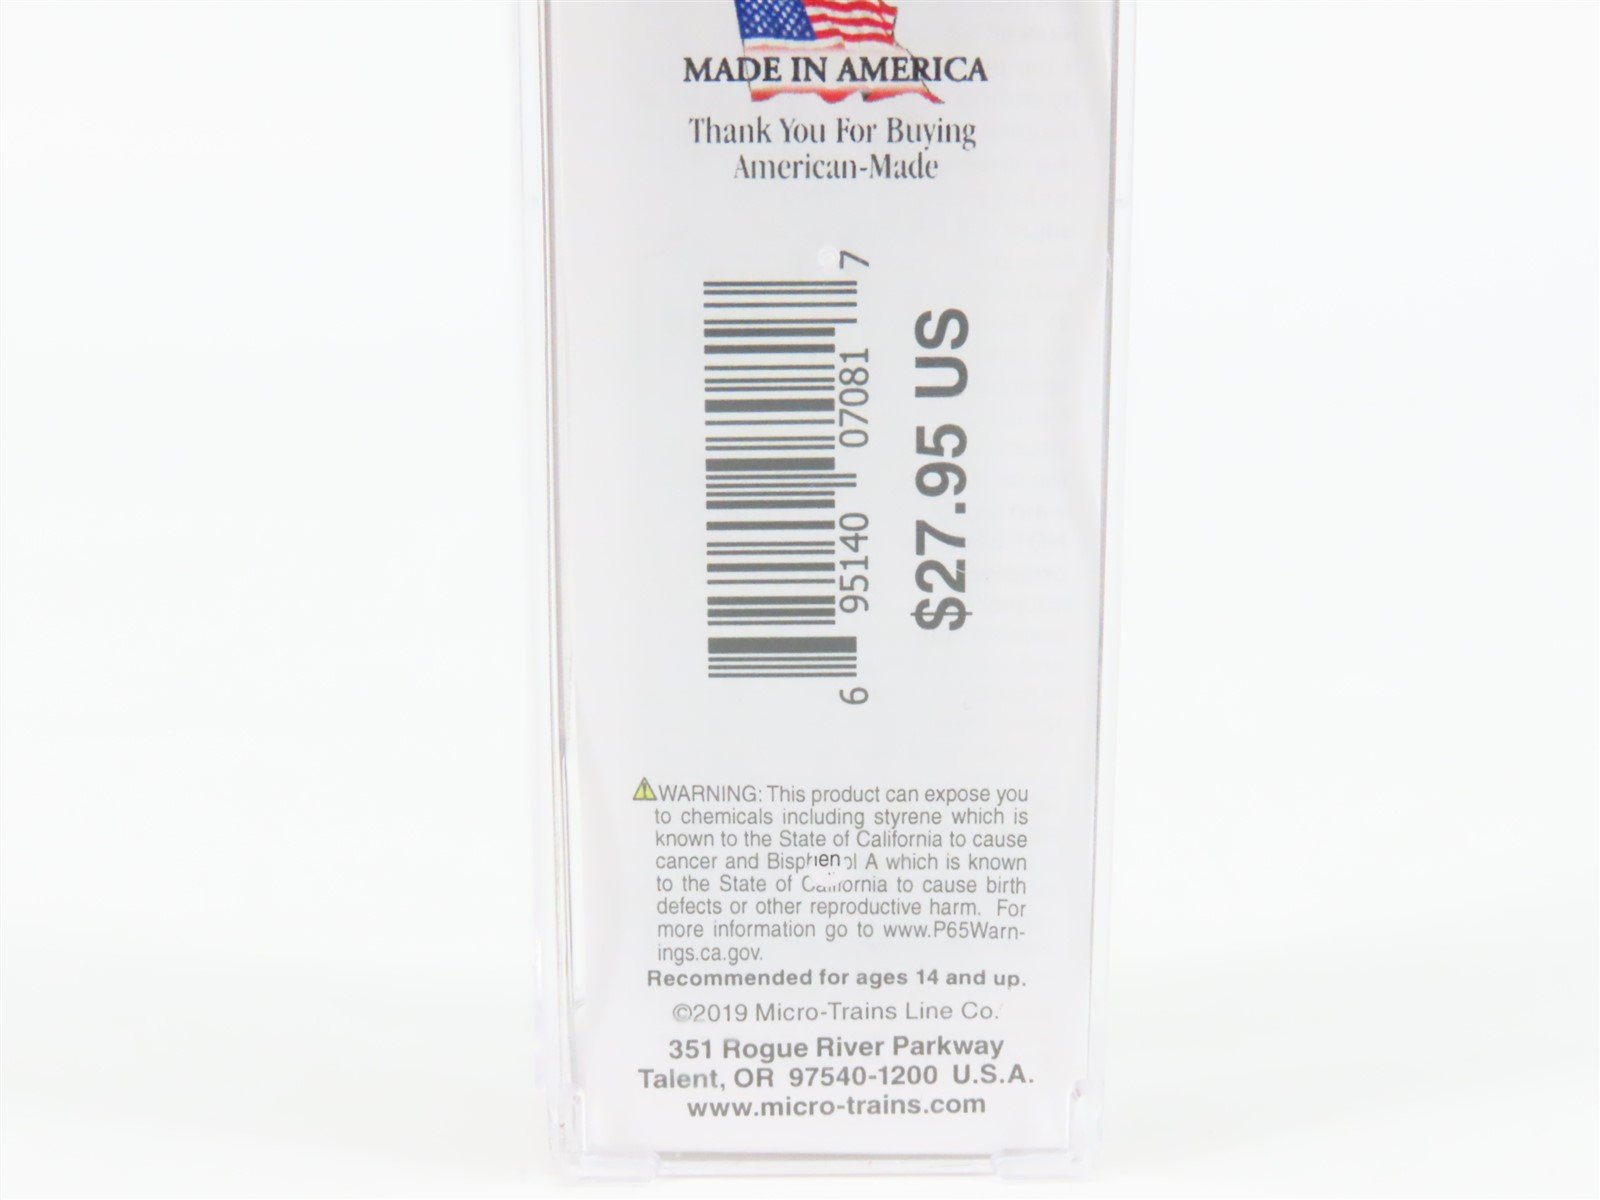 MADE IN AMERICA
Thank You For Buying
American-Made
6 95140 07081 7
$27.95 US
WARNING: This product can expose you
to chemicals including styrene which is
known to the State of California to cause
cancer and Bisphenol A which is known
to the State of California to cause birth
defects or other reproductive harm. For
more information go to www.P65Warn-
ings.ca.gov.
Recommended for ages 14 and up.
©2019 Micro-Trains Line Co.
351 Rogue River Parkway
Talent, OR 97540-1200 U.S.A.
www.micro-trains.com